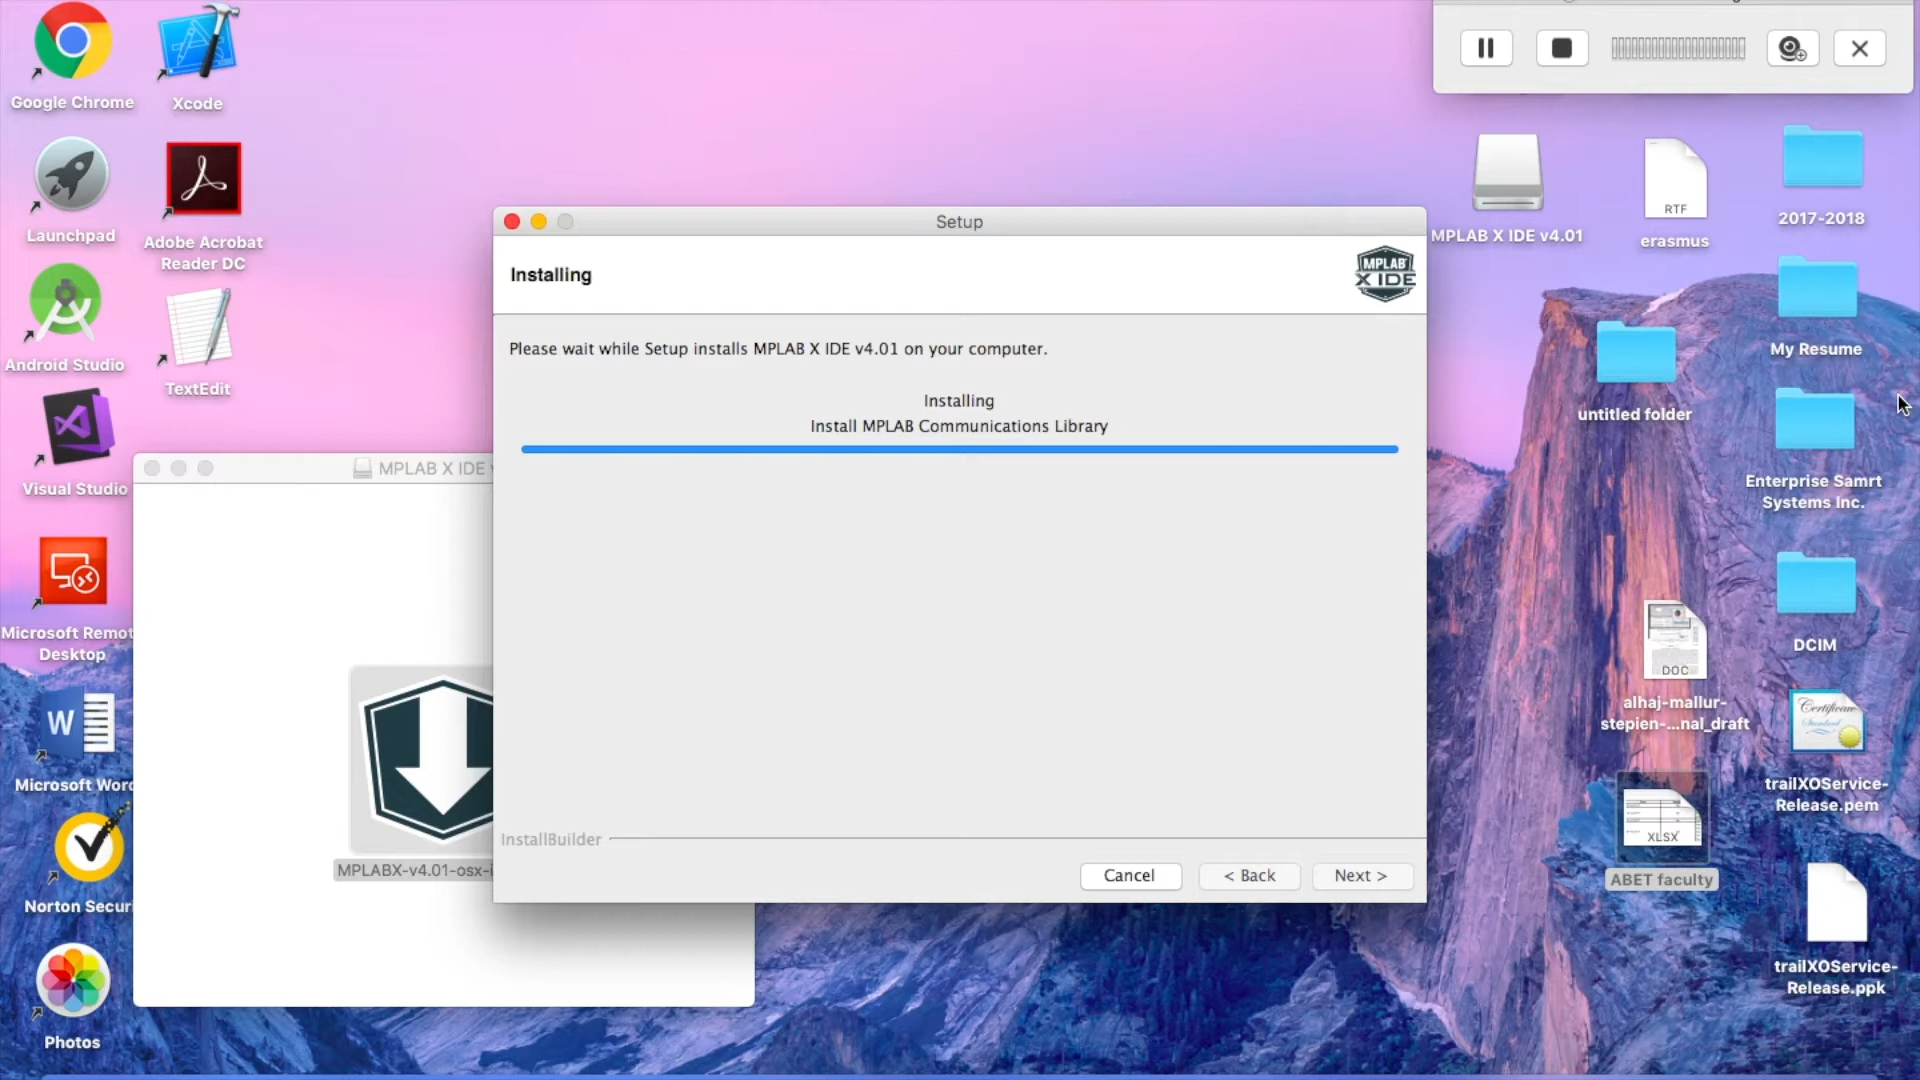 Google Chrome
Xcode
Launchpad
Adobe Acrobat
Reader DC
Android Studio
TextEdit
Visual Studio
Microsoft Remot
Desktop
W
Microsoft Word
Norton Securi
Photos
MPLAB X IDE
MPLABX-v4.01-osx-i
Setup
Installing
MPLAB
X IDE
Please wait while Setup installs MPLAB X IDE v4.01 on your computer.
Installing
Install MPLAB Communications Library
InstallBuilder
Cancel
< Back
Next >
MPLAB X IDE v4.01
RTF
erasmus
2017-2018
My Resume
untitled folder
Enterprise Samrt
Systems Inc.
DCIM
DOC
alhaj-mallur-
stepien-...nal_draft
Certificate
Standard
trailXOService-
Release.pem
XLSX
ABET faculty
trailXOService-
Release.ppk